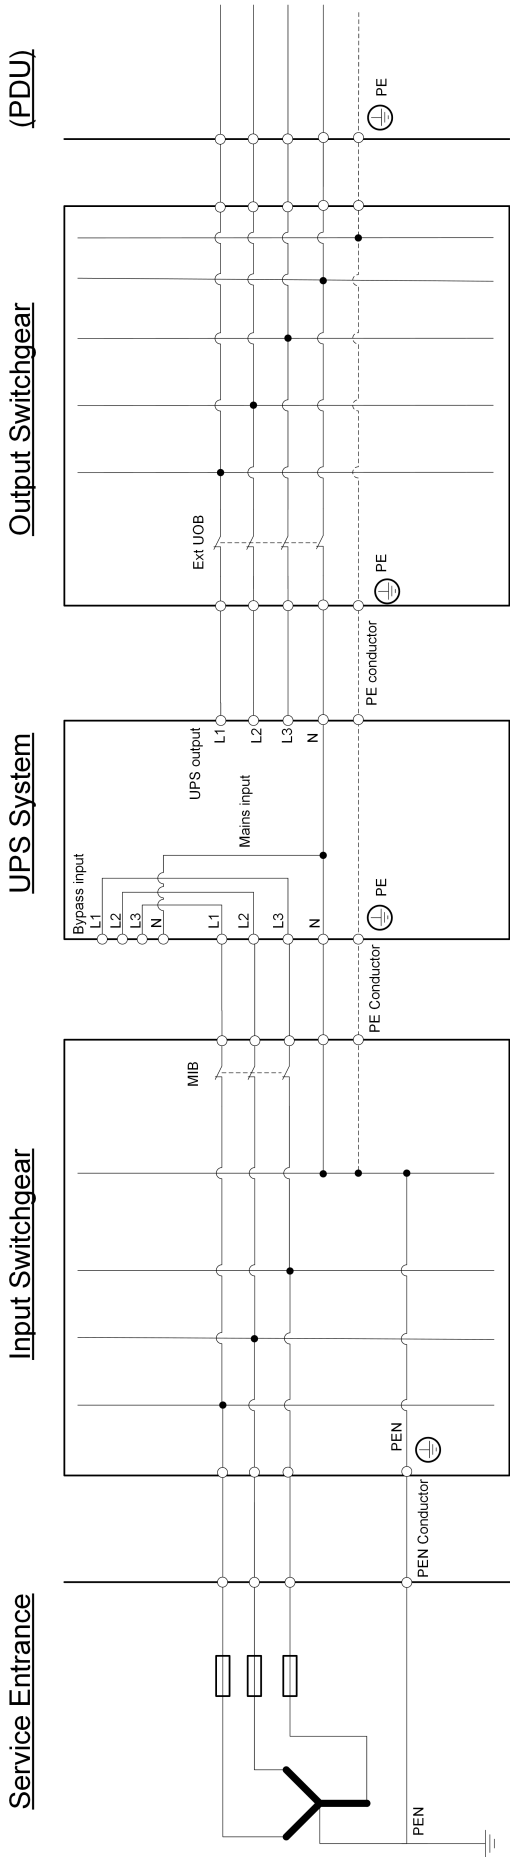 Service Entrance
Input Switchgear
UPS System
Output Switchgear
(PDU)
PEN
PEN Conductor
PEN
MIB
PE Conductor
Bypass input
L1
L2
L3
N
L1
L2
L3
N
PE
Mains input
UPS output
L1
L2
L3
N
PE conductor
Ext UOB
PE
PE